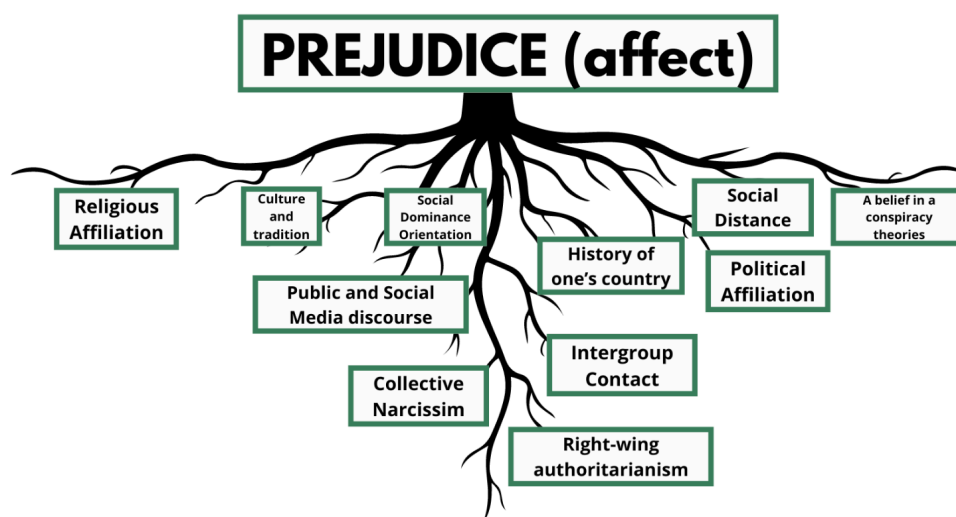 PREJUDICE (affect)
Religious
Affiliation
Culture
and
tradition
Social
Dominance
Orientation
Social
Distance
A belief in a
conspiracy
theories
History of
one's country
Political
Affiliation
Public and Social
Media discourse
Intergroup
Contact
Collective
Narcissim
Right-wing
authoritarianism